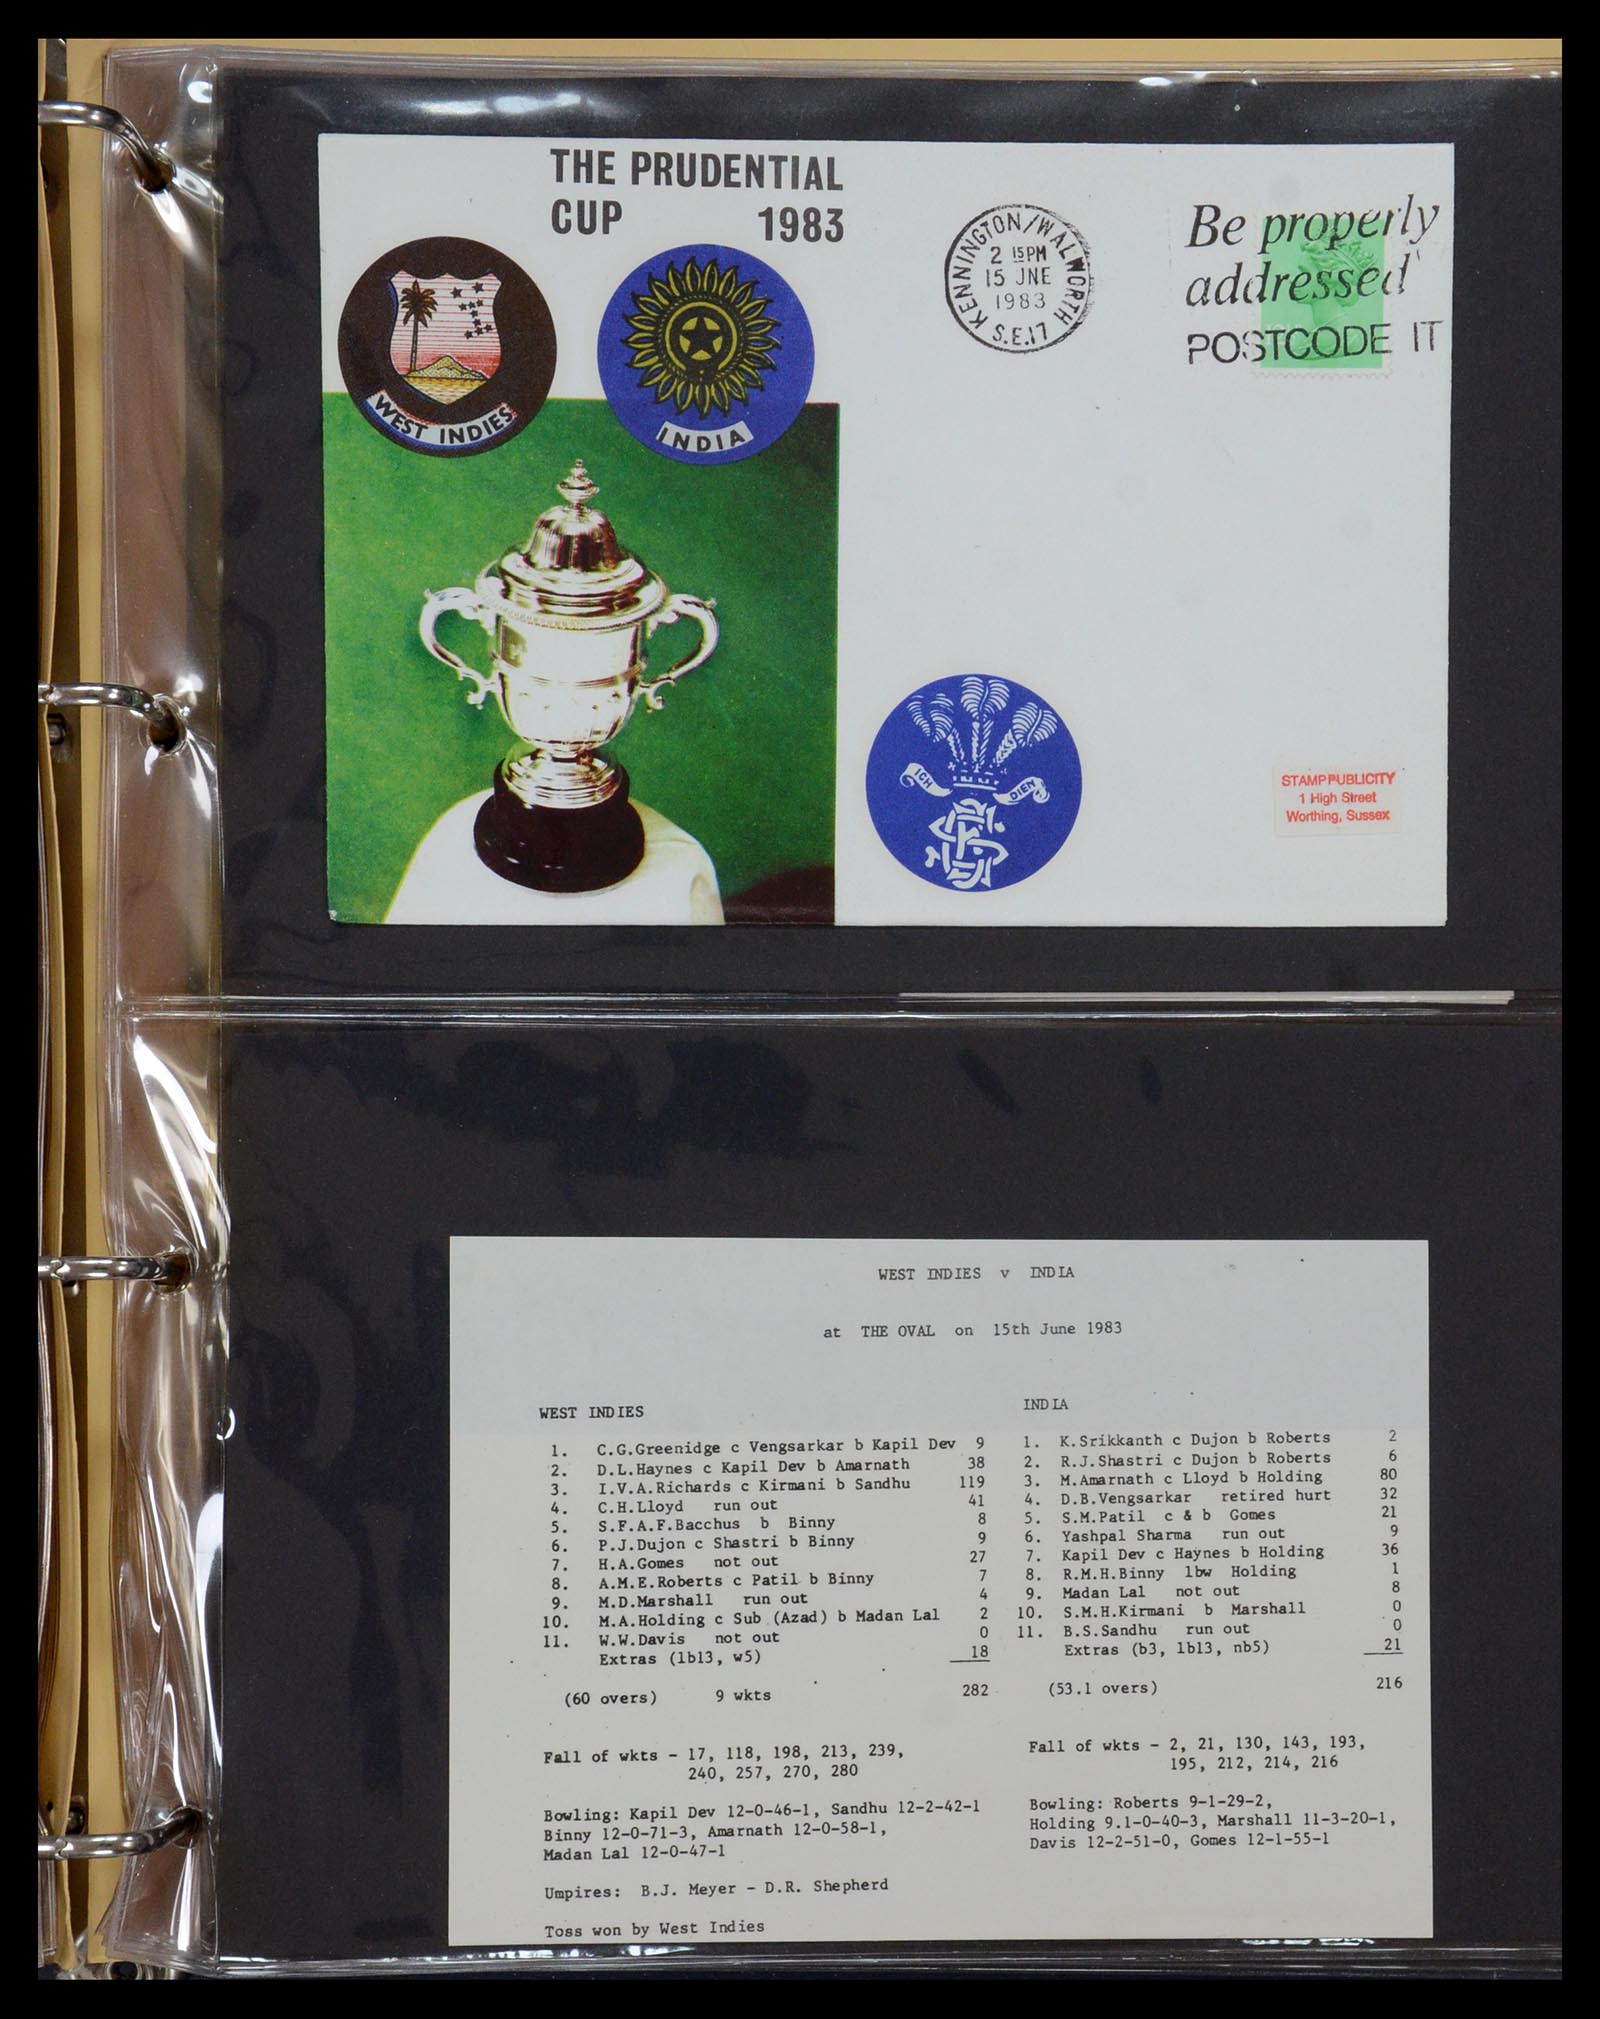 THE PRUDENTIAL
CUP 1983
WEST INDIES
INDIA
KENNINGTON/WALWORTH
2 15PM
15 JNE
1983
S.E.17
Be properly
addressed
POSTCODE IT
ICH DIEN
STAMP PUBLICITY
1 High Street
Worthing, Sussex
WEST INDIES v INDIA
at THE OVAL on 15th June 1983
WEST INDIES
1. C.G.Greenidge c Vengsarkar b Kapil Dev 9
2. D.L.Haynes c Kapil Dev b Amarnath 38
3. I.V.A.Richards c Kirmani b Sandhu 119
4. C.H.Lloyd run out 41
5. S.F.A.F.Bacchus b Binny 8
6. P.J.Dujon c Shastri b Binny 9
7. H.A.Gomes not out 27
8. A.M.E.Roberts c Patil b Binny 7
9. M.D.Marshall run out 4
10. M.A.Holding c Sub (Azad) b Madan Lal 2
11. W.W.Davis not out 0
Extras (lb13, w5) 18
(60 overs) 9 wkts 282
Fall of wkts - 17, 118, 198, 213, 239,
240, 257, 270, 280
Bowling: Kapil Dev 12-0-46-1, Sandhu 12-2-42-1
Binny 12-0-71-3, Amarnath 12-0-58-1,
Madan Lal 12-0-47-1
Umpires: B.J. Meyer - D.R. Shepherd
Toss won by West Indies
INDIA
1. K.Srikkanth c Dujon b Roberts 2
2. R.J.Shastri c Dujon b Roberts 6
3. M.Amarnath c Lloyd b Holding 80
4. D.B.Vengsarkar retired hurt 32
5. S.M.Patil c & b Gomes 21
6. Yashpal Sharma run out 9
7. Kapil Dev c Haynes b Holding 36
8. R.M.H.Binny lbw Holding 1
9. Madan Lal not out 8
10. S.M.H.Kirmani b Marshall 0
11. B.S.Sandhu run out 0
Extras (b3, lb13, nb5) 21
(53.1 overs) 216
Fall of wkts - 2, 21, 130, 143, 193,
195, 212, 214, 216
Bowling: Roberts 9-1-29-2,
Holding 9.1-0-40-3, Marshall 11-3-20-1,
Davis 12-2-51-0, Gomes 12-1-55-1